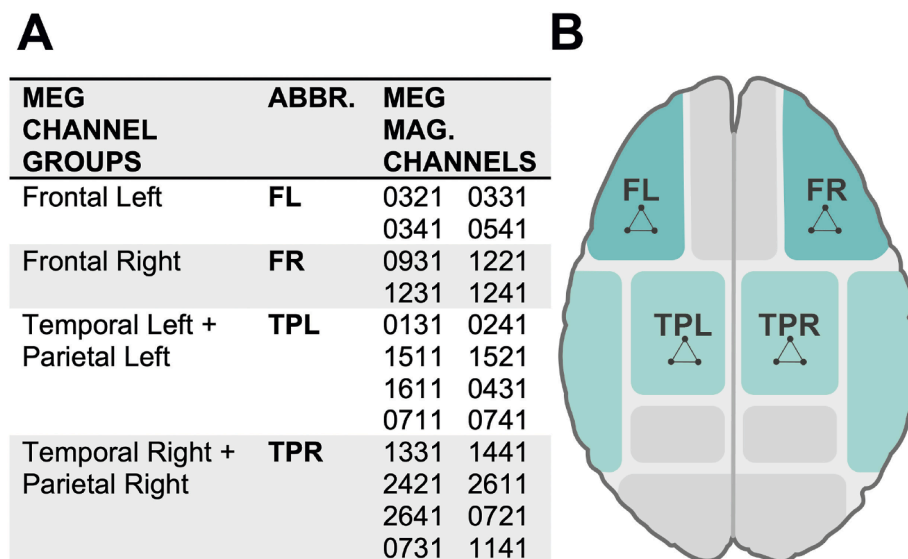 A
B
MEG ABBR. MEG
CHANNEL MAG.
GROUPS CHANNELS
Frontal Left FL 0321 0331
0341 0541
Frontal Right FR 0931 1221
1231 1241
Temporal Left + TPL 0131 0241
Parietal Left 1511 1521
1611 0431
0711 0741
Temporal Right + TPR 1331 1441
Parietal Right 2421 2611
2641 0721
0731 1141
FL FR
TPL TPR